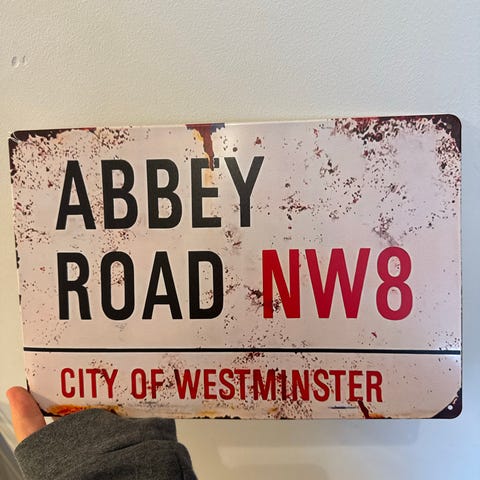 ABBEY
ROAD NW8
CITY OF WESTMINSTER